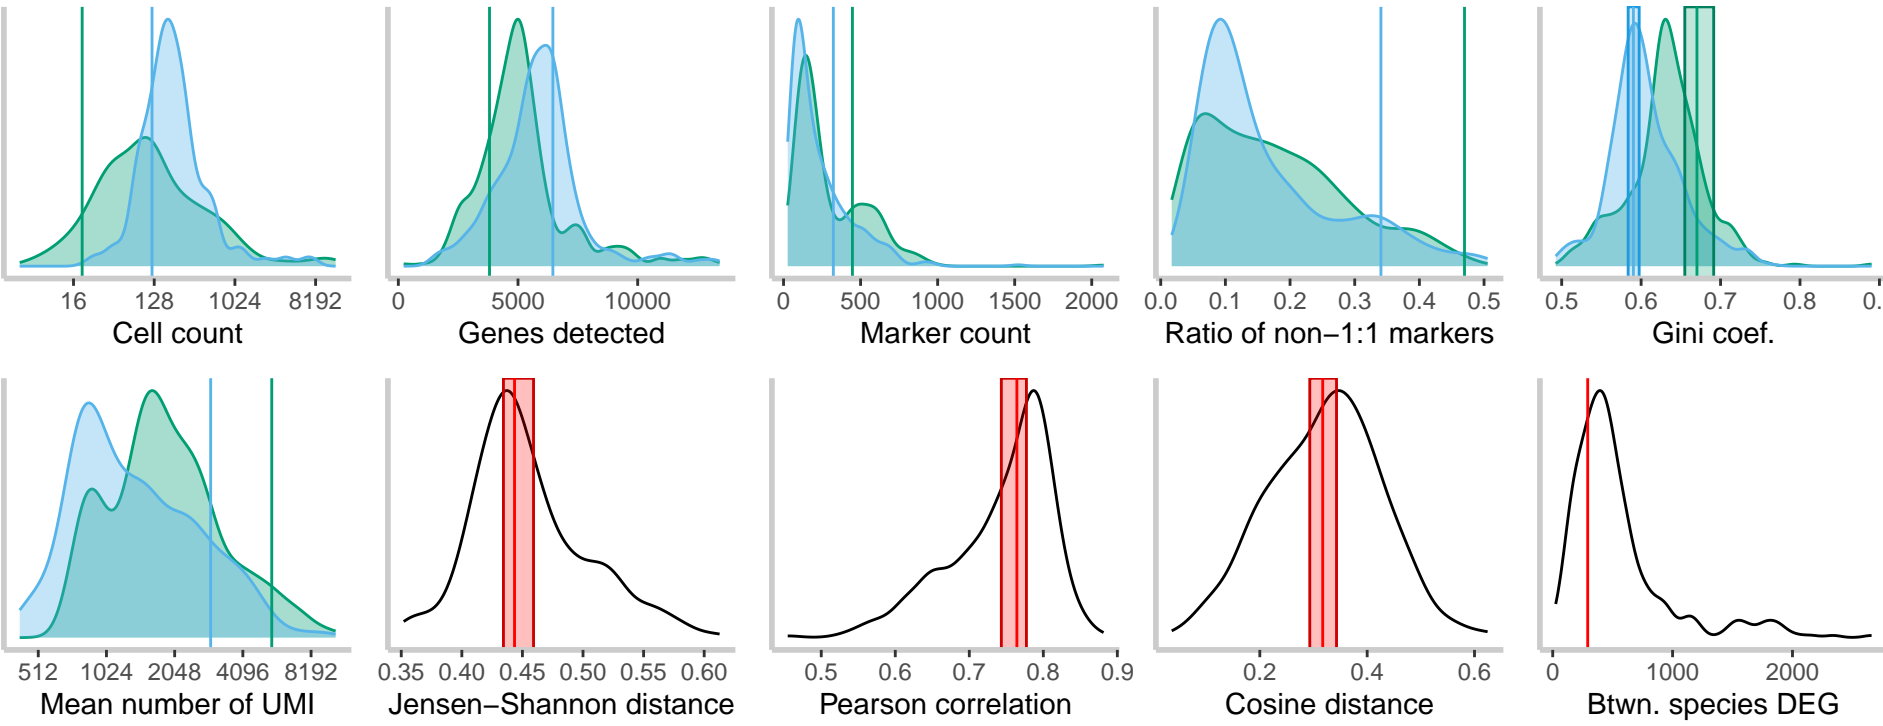 16 128 1024 8192
Cell count
0 5000 10000
Genes detected
0 500 1000 1500 2000
Marker count
0.0 0.1 0.2 0.3 0.4 0.5
Ratio of non−1:1 markers
0.5 0.6 0.7 0.8 0.
Gini coef.
512 1024 2048 4096 8192
Mean number of UMI
0.35 0.40 0.45 0.50 0.55 0.60
Jensen−Shannon distance
0.5 0.6 0.7 0.8 0.9
Pearson correlation
0.2 0.4 0.6
Cosine distance
0 1000 2000
Btwn. species DEG